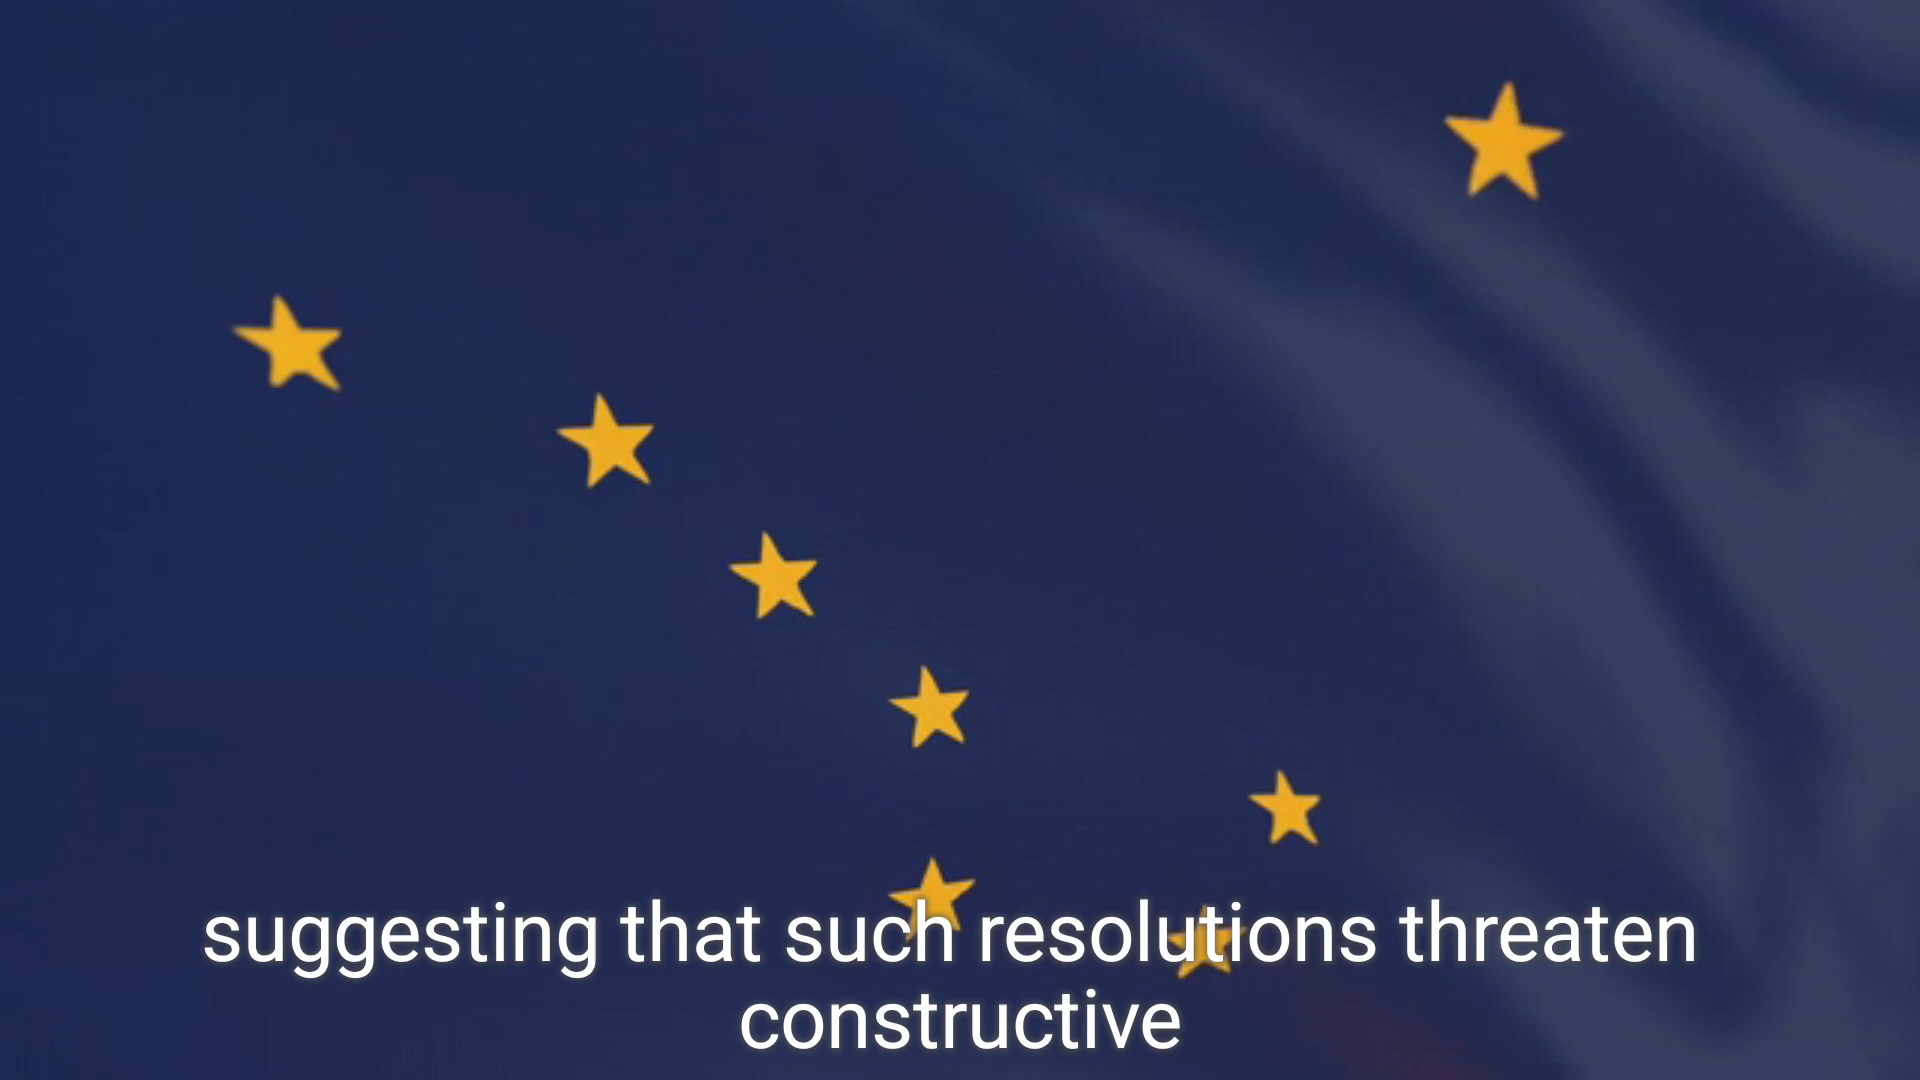 suggesting that such resolutions threaten
constructive